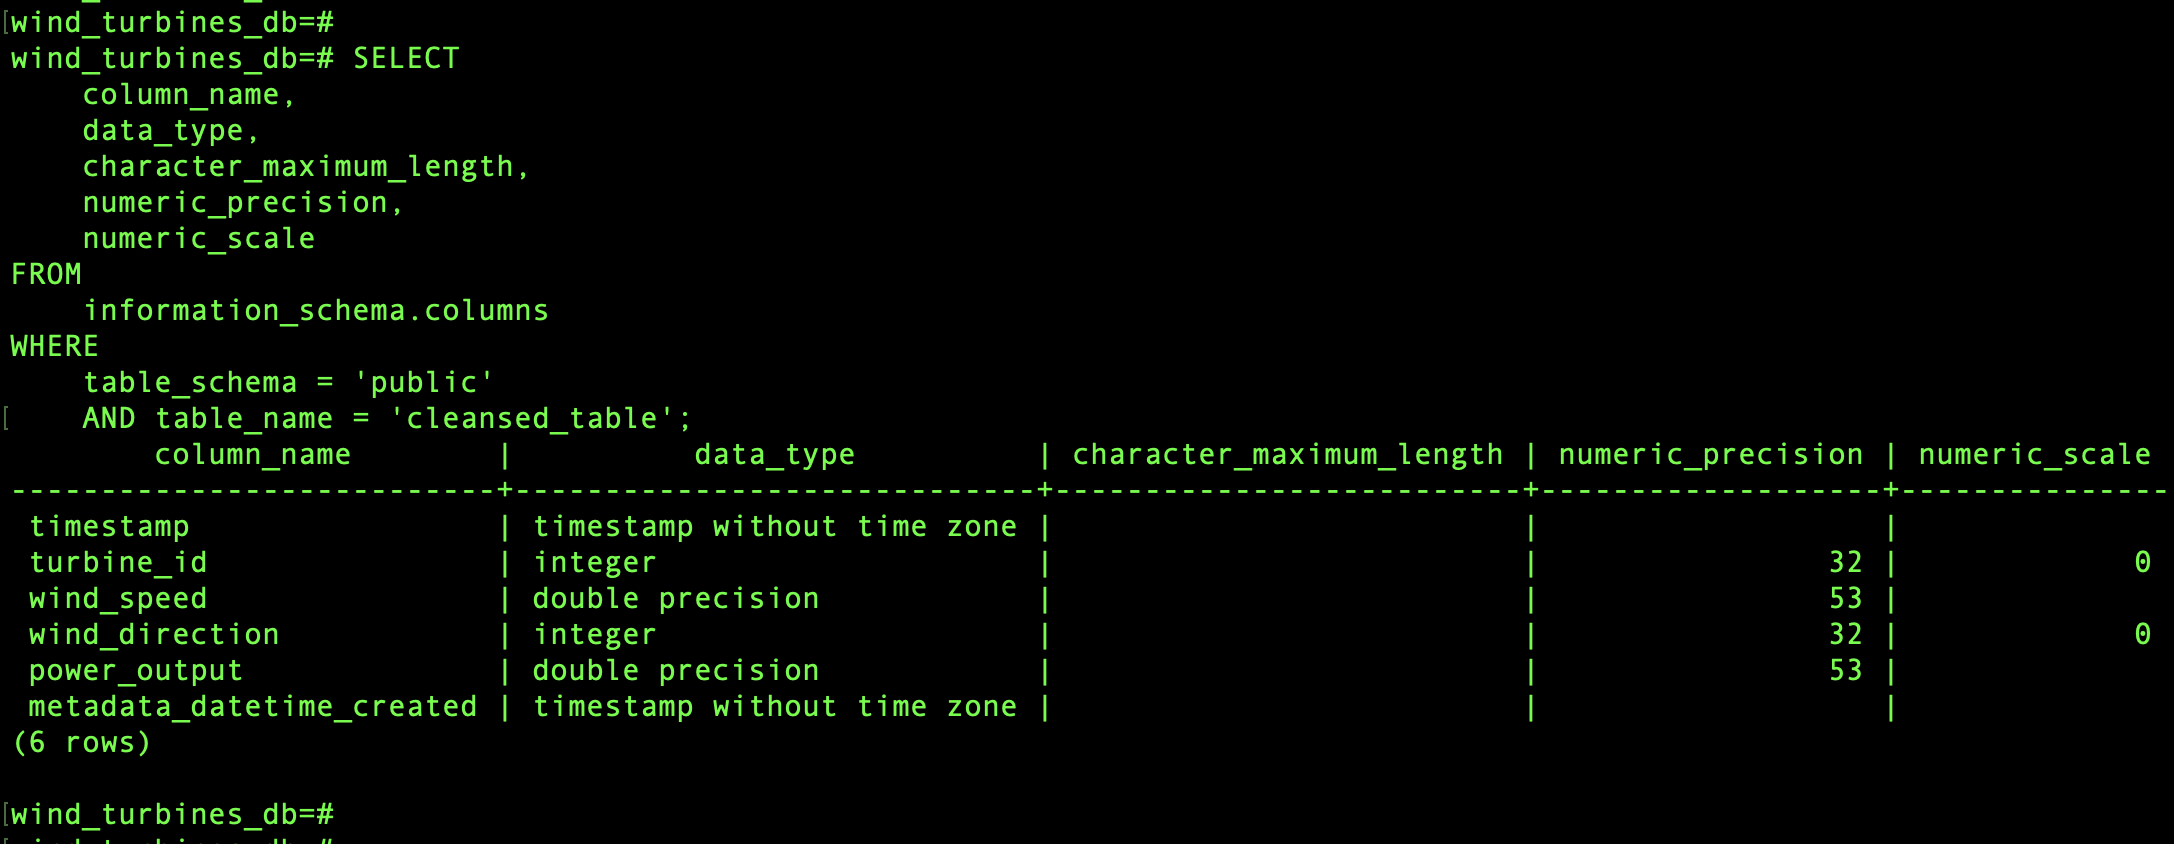 wind_turbines_db=#
wind_turbines_db=# SELECT
    column_name,
    data_type,
    character_maximum_length,
    numeric_precision,
    numeric_scale
FROM
    information_schema.columns
WHERE
    table_schema = 'public'
    AND table_name = 'cleansed_table';
        column_name        |          data_type          | character_maximum_length | numeric_precision | numeric_scale
---------------------------+-----------------------------+--------------------------+-------------------+---------------
 timestamp                 | timestamp without time zone |                          |                   |
 turbine_id                | integer                     |                          |                32 |             0
 wind_speed                | double precision            |                          |                53 |
 wind_direction            | integer                     |                          |                32 |             0
 power_output              | double precision            |                          |                53 |
 metadata_datetime_created | timestamp without time zone |                          |                   |
(6 rows)

wind_turbines_db=#